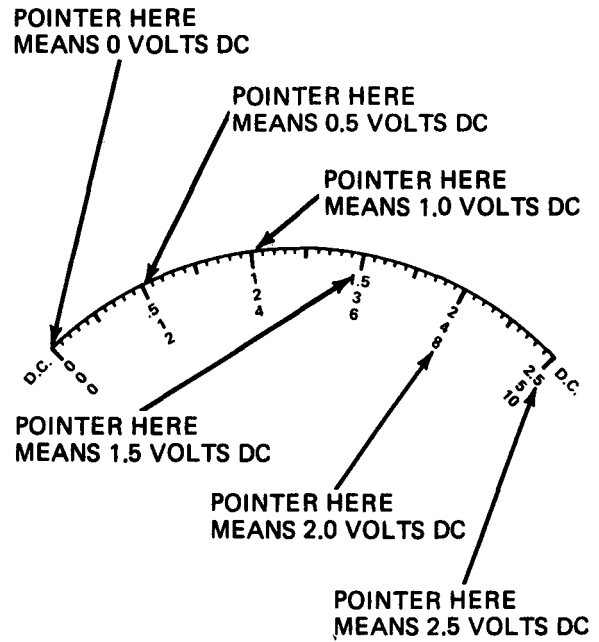 POINTER HERE
MEANS 0 VOLTS DC
POINTER HERE
MEANS 0.5 VOLTS DC
POINTER HERE
MEANS 1.0 VOLTS DC
D.C.
0
0
0
.5
1
2
1
2
4
1.5
3
6
2
4
8
2.5
5
10
D.C.
POINTER HERE
MEANS 1.5 VOLTS DC
POINTER HERE
MEANS 2.0 VOLTS DC
POINTER HERE
MEANS 2.5 VOLTS DC